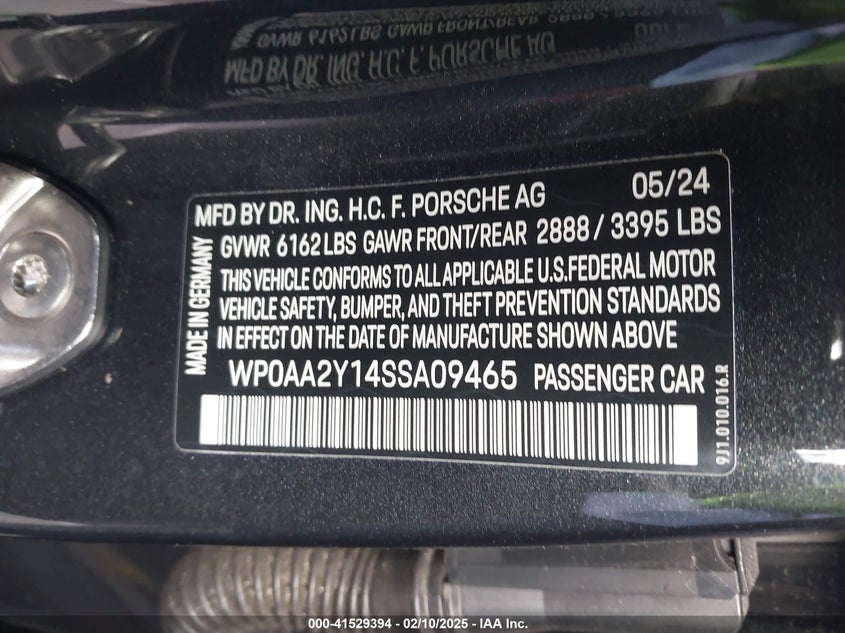 MFD BY DR. ING. H.C. F. PORSCHE AG 05/24
GVWR 6162 LBS GAWR FRONT/REAR 2888 / 3395 LBS
THIS VEHICLE CONFORMS TO ALL APPLICABLE U.S.FEDERAL MOTOR
VEHICLE SAFETY, BUMPER, AND THEFT PREVENTION STANDARDS
IN EFFECT ON THE DATE OF MANUFACTURE SHOWN ABOVE
WP0AA2Y14SSA09465 PASSENGER CAR
MADE IN GERMANY
9J1.010.016.R
000-41529394 — 02/10/2025 — IAA Inc.